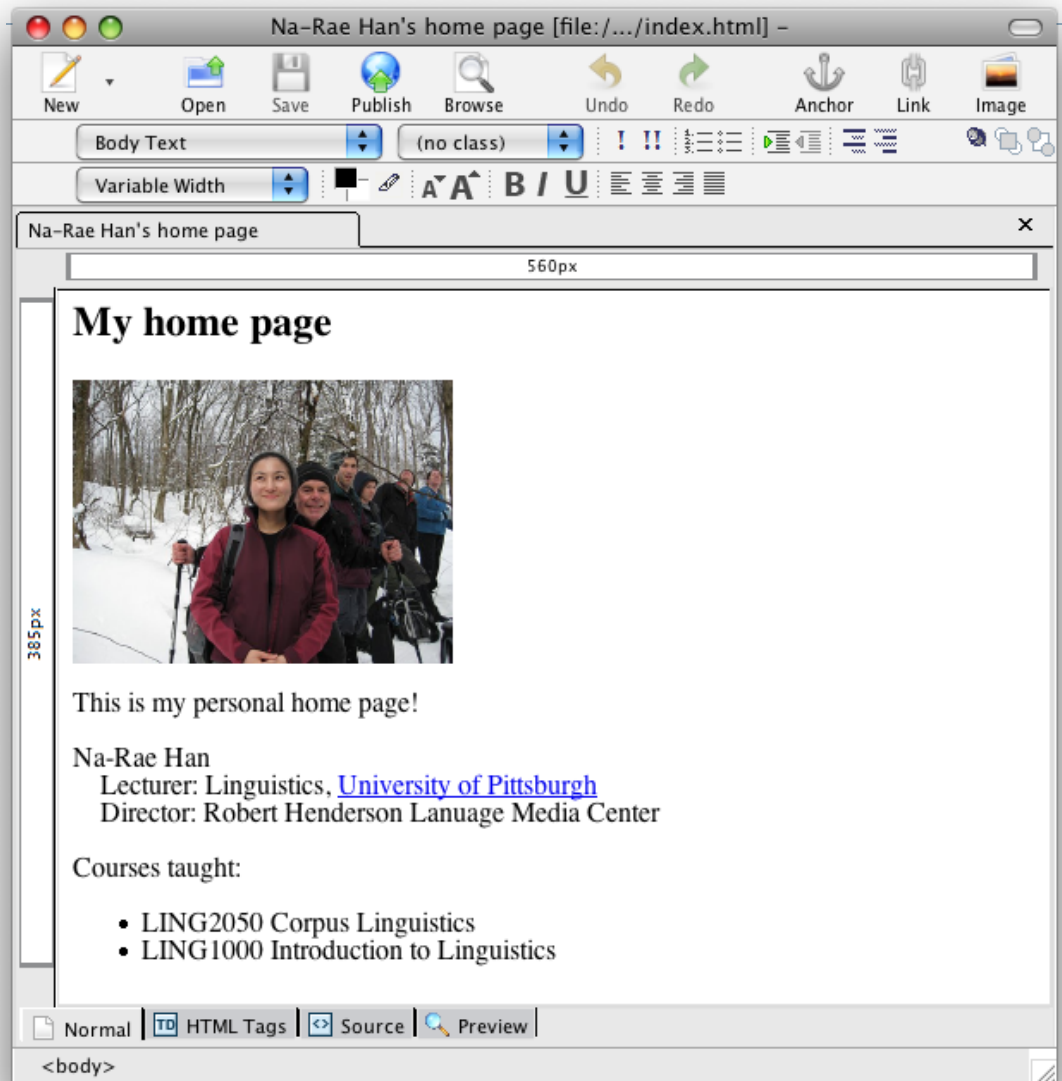 Na-Rae Han's home page [file:/.../index.html] –
New Open Save Publish Browse Undo Redo Anchor Link Image
Body Text (no class) ! !!
Variable Width A A B I U
Na-Rae Han's home page
560px
385px
My home page
This is my personal home page!
Na-Rae Han
Lecturer: Linguistics, University of Pittsburgh
Director: Robert Henderson Lanuage Media Center
Courses taught:
• LING2050 Corpus Linguistics
• LING1000 Introduction to Linguistics
Normal TD HTML Tags <> Source Preview
<body>